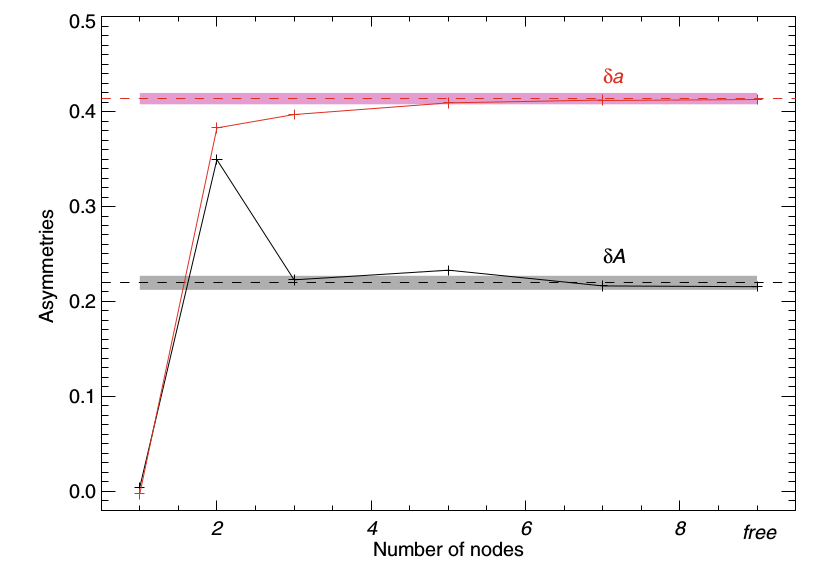 0.5
δa
0.4
0.3
δA
0.2
0.1
0.0
Asymmetries
2 4 6 8 free
Number of nodes